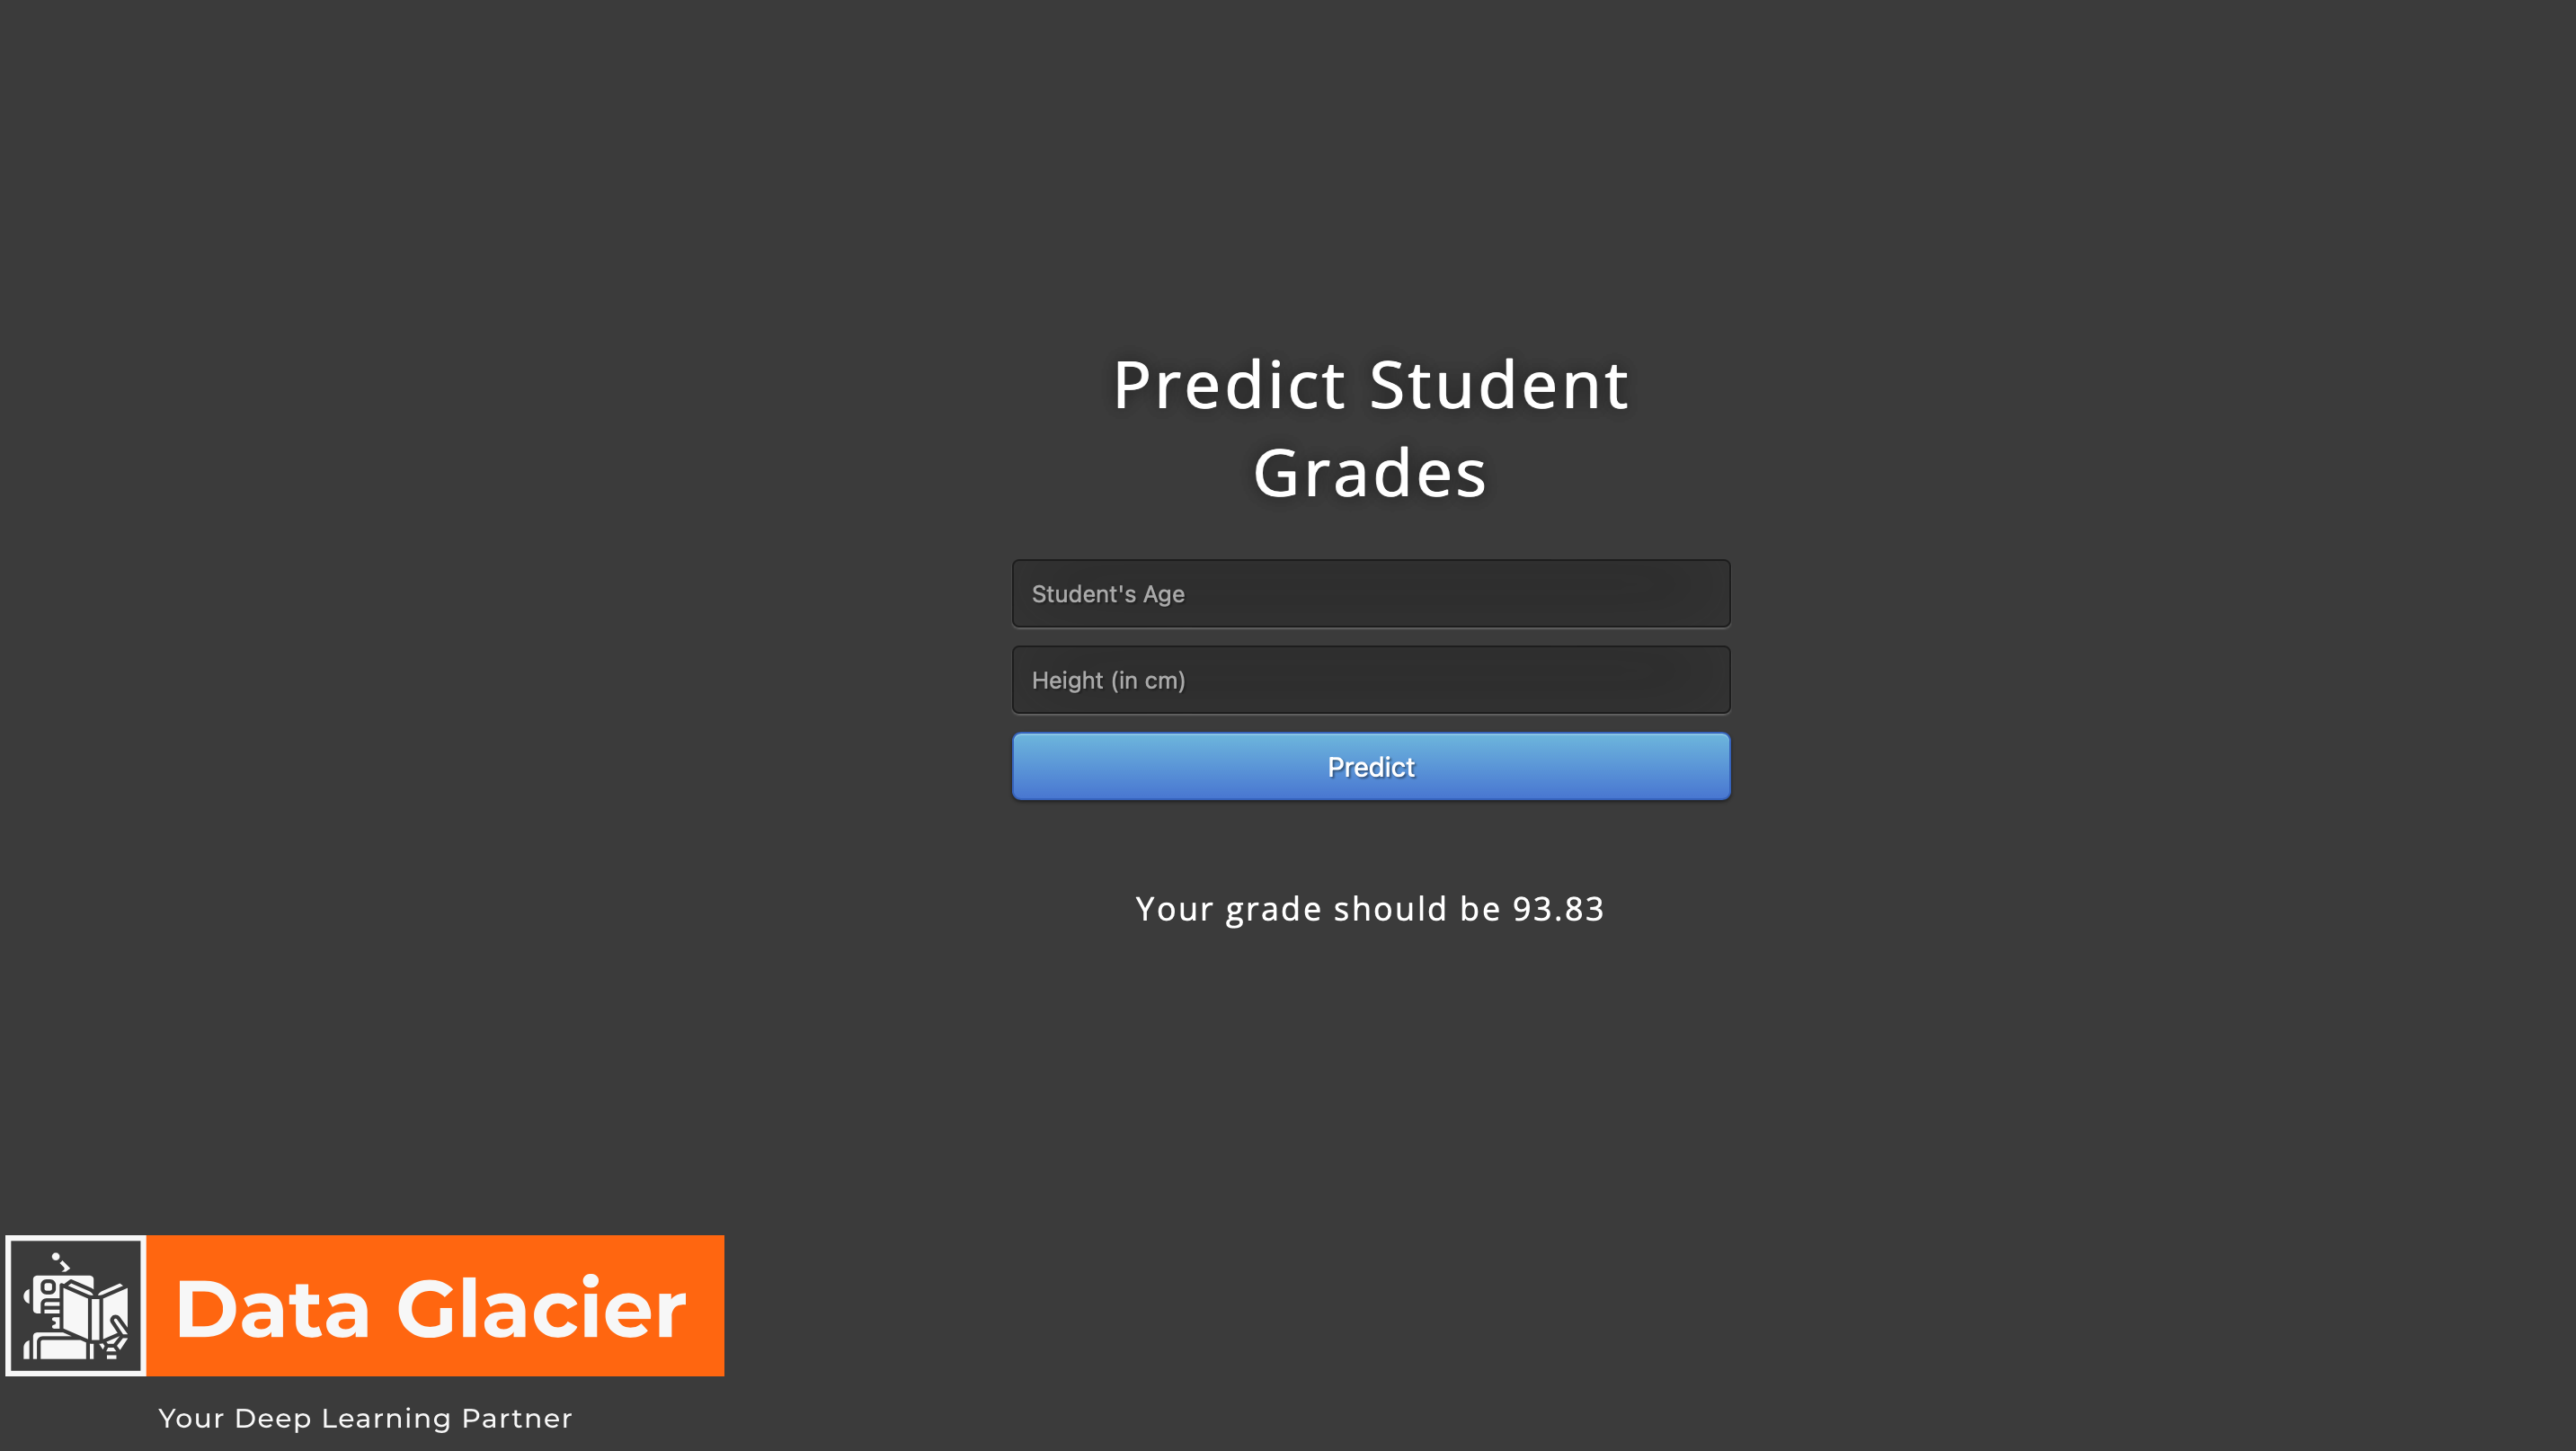 Predict Student
Grades
Student's Age
Height (in cm)
Predict
Your grade should be 93.83
Data Glacier
Your Deep Learning Partner